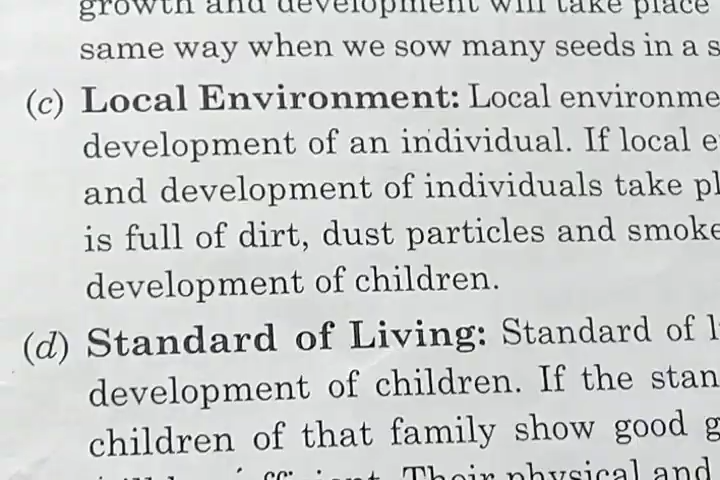 growth and development will take place
same way when we sow many seeds in a s
(c) Local Environment: Local environme
development of an individual. If local e
and development of individuals take pl
is full of dirt, dust particles and smoke
development of children.
(d) Standard of Living: Standard of l
development of children. If the stan
children of that family show good g
Their physical and